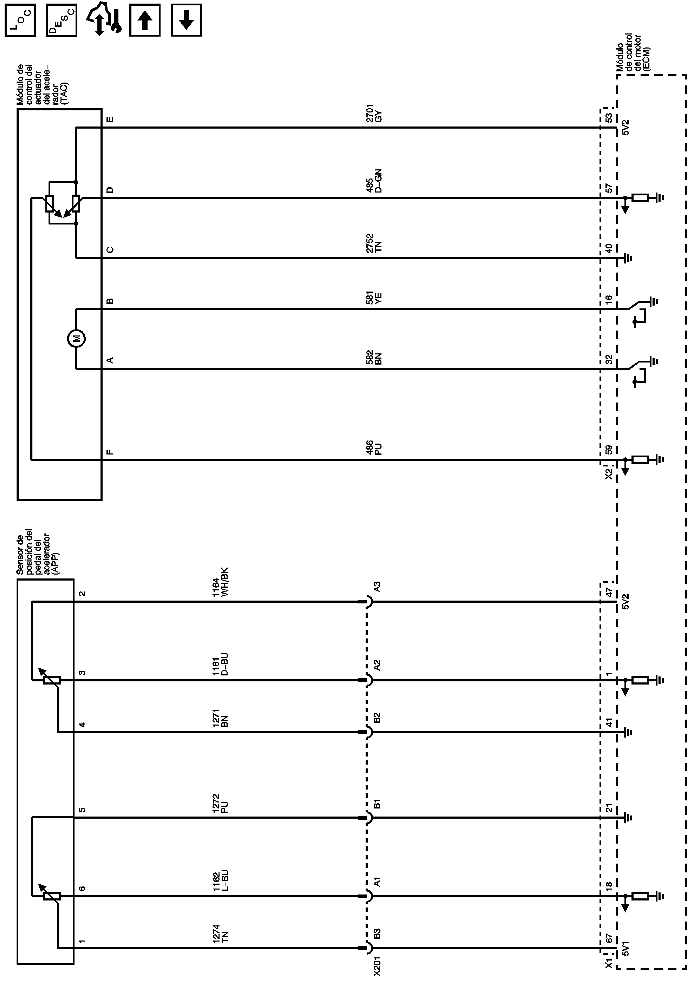 LOC
DESC
Módulo de
control del
actuador
del acele-
rador
(TAC)
Módulo
de control
del motor
(ECM)
E
2701
GY
53
5V2
D
485
D-GN
57
C
2752
TN
40
B
581
YE
16
M
A
582
BN
32
F
486
PU
59
X2
Sensor de
posición del
pedal del
acelerador
(APP)
2
1164
WH/BK
A3
47
5V2
3
1161
D-BU
A2
1
4
1271
BN
B2
41
5
1272
PU
B1
21
6
1162
L-BU
A1
18
1
1274
TN
B3
67
5V1
X201
X1